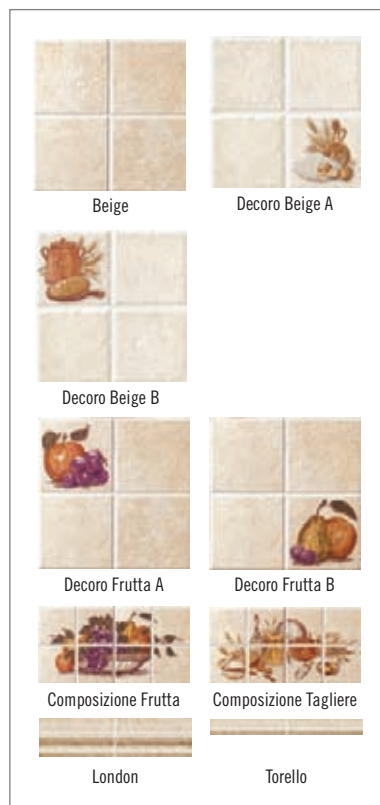 Beige
Decoro Beige A
Decoro Beige B
Decoro Frutta A
Decoro Frutta B
Composizione Frutta
Composizione Tagliere
London
Torello